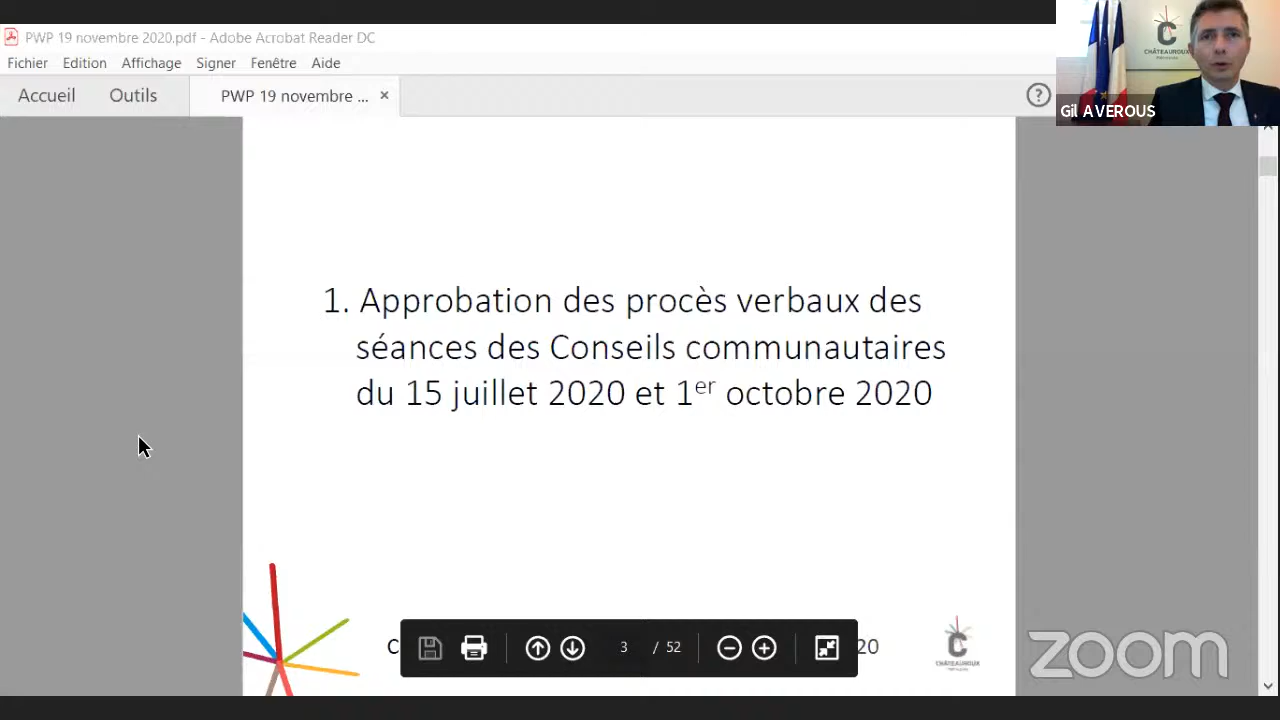 PWP 19 novembre 2020.pdf - Adobe Acrobat Reader DC
Fichier Edition Affichage Signer Fenêtre Aide
Accueil Outils PWP 19 novembre ... ×
?
C
CHÂTEAUROUX
Gil AVEROUS
1. Approbation des procès verbaux des
séances des Conseils communautaires
du 15 juillet 2020 et 1er octobre 2020
C
3 / 52
20
C
CHÂTEAUROUX
zoom